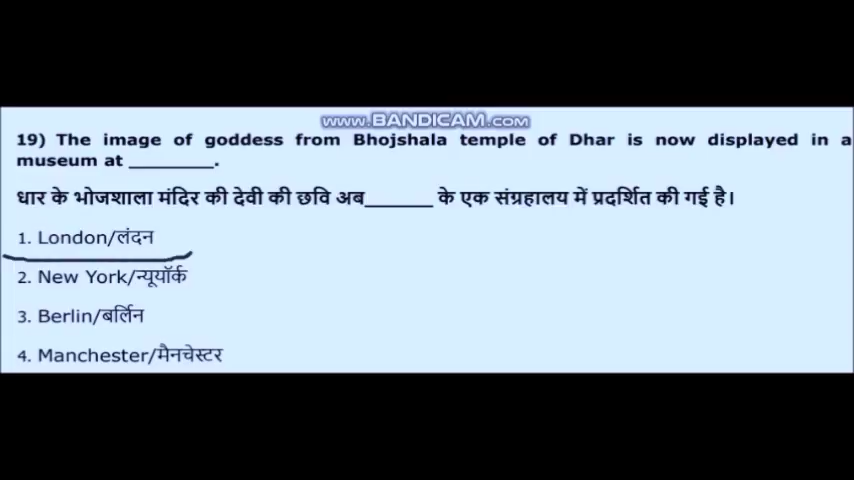 www.BANDICAM.com
19) The image of goddess from Bhojshala temple of Dhar is now displayed in a
museum at ________.
धार के भोजशाला मंदिर की देवी की छवि अब______ के एक संग्रहालय में प्रदर्शित की गई है।
1. London/लंदन
2. New York/न्यूयॉर्क
3. Berlin/बर्लिन
4. Manchester/मैनचेस्टर